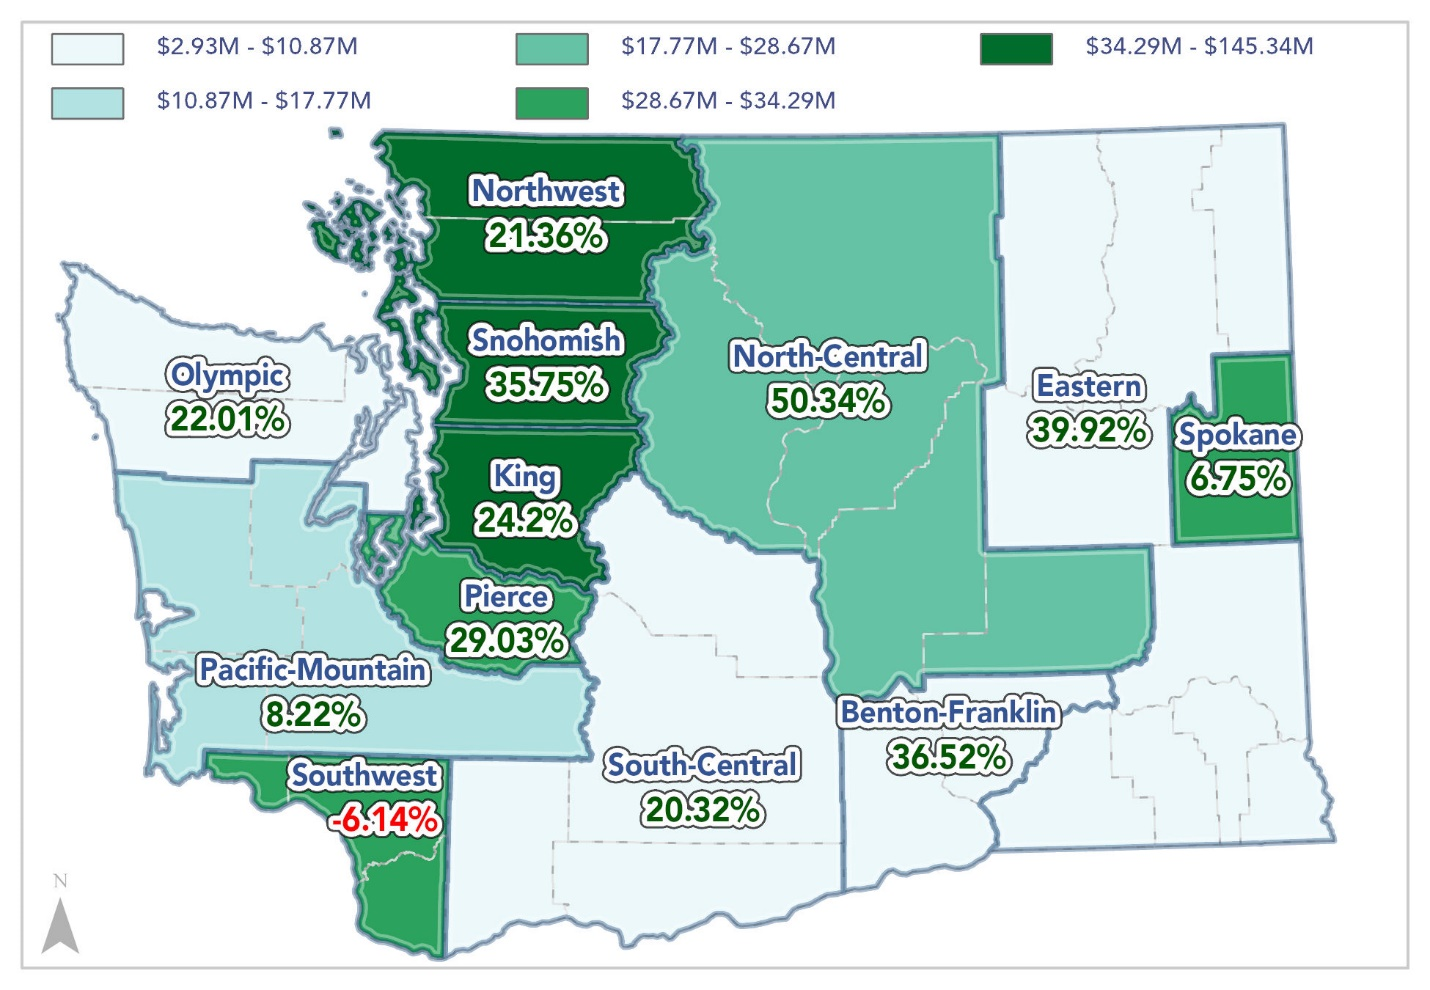 $2.93M - $10.87M
$17.77M - $28.67M
$34.29M - $145.34M
$10.87M - $17.77M
$28.67M - $34.29M
Northwest
21.36%
Snohomish
35.75%
North-Central
50.34%
Olympic
22.01%
Eastern
39.92%
Spokane
6.75%
King
24.2%
Pierce
29.03%
Pacific-Mountain
8.22%
Benton-Franklin
36.52%
South-Central
20.32%
Southwest
-6.14%
N